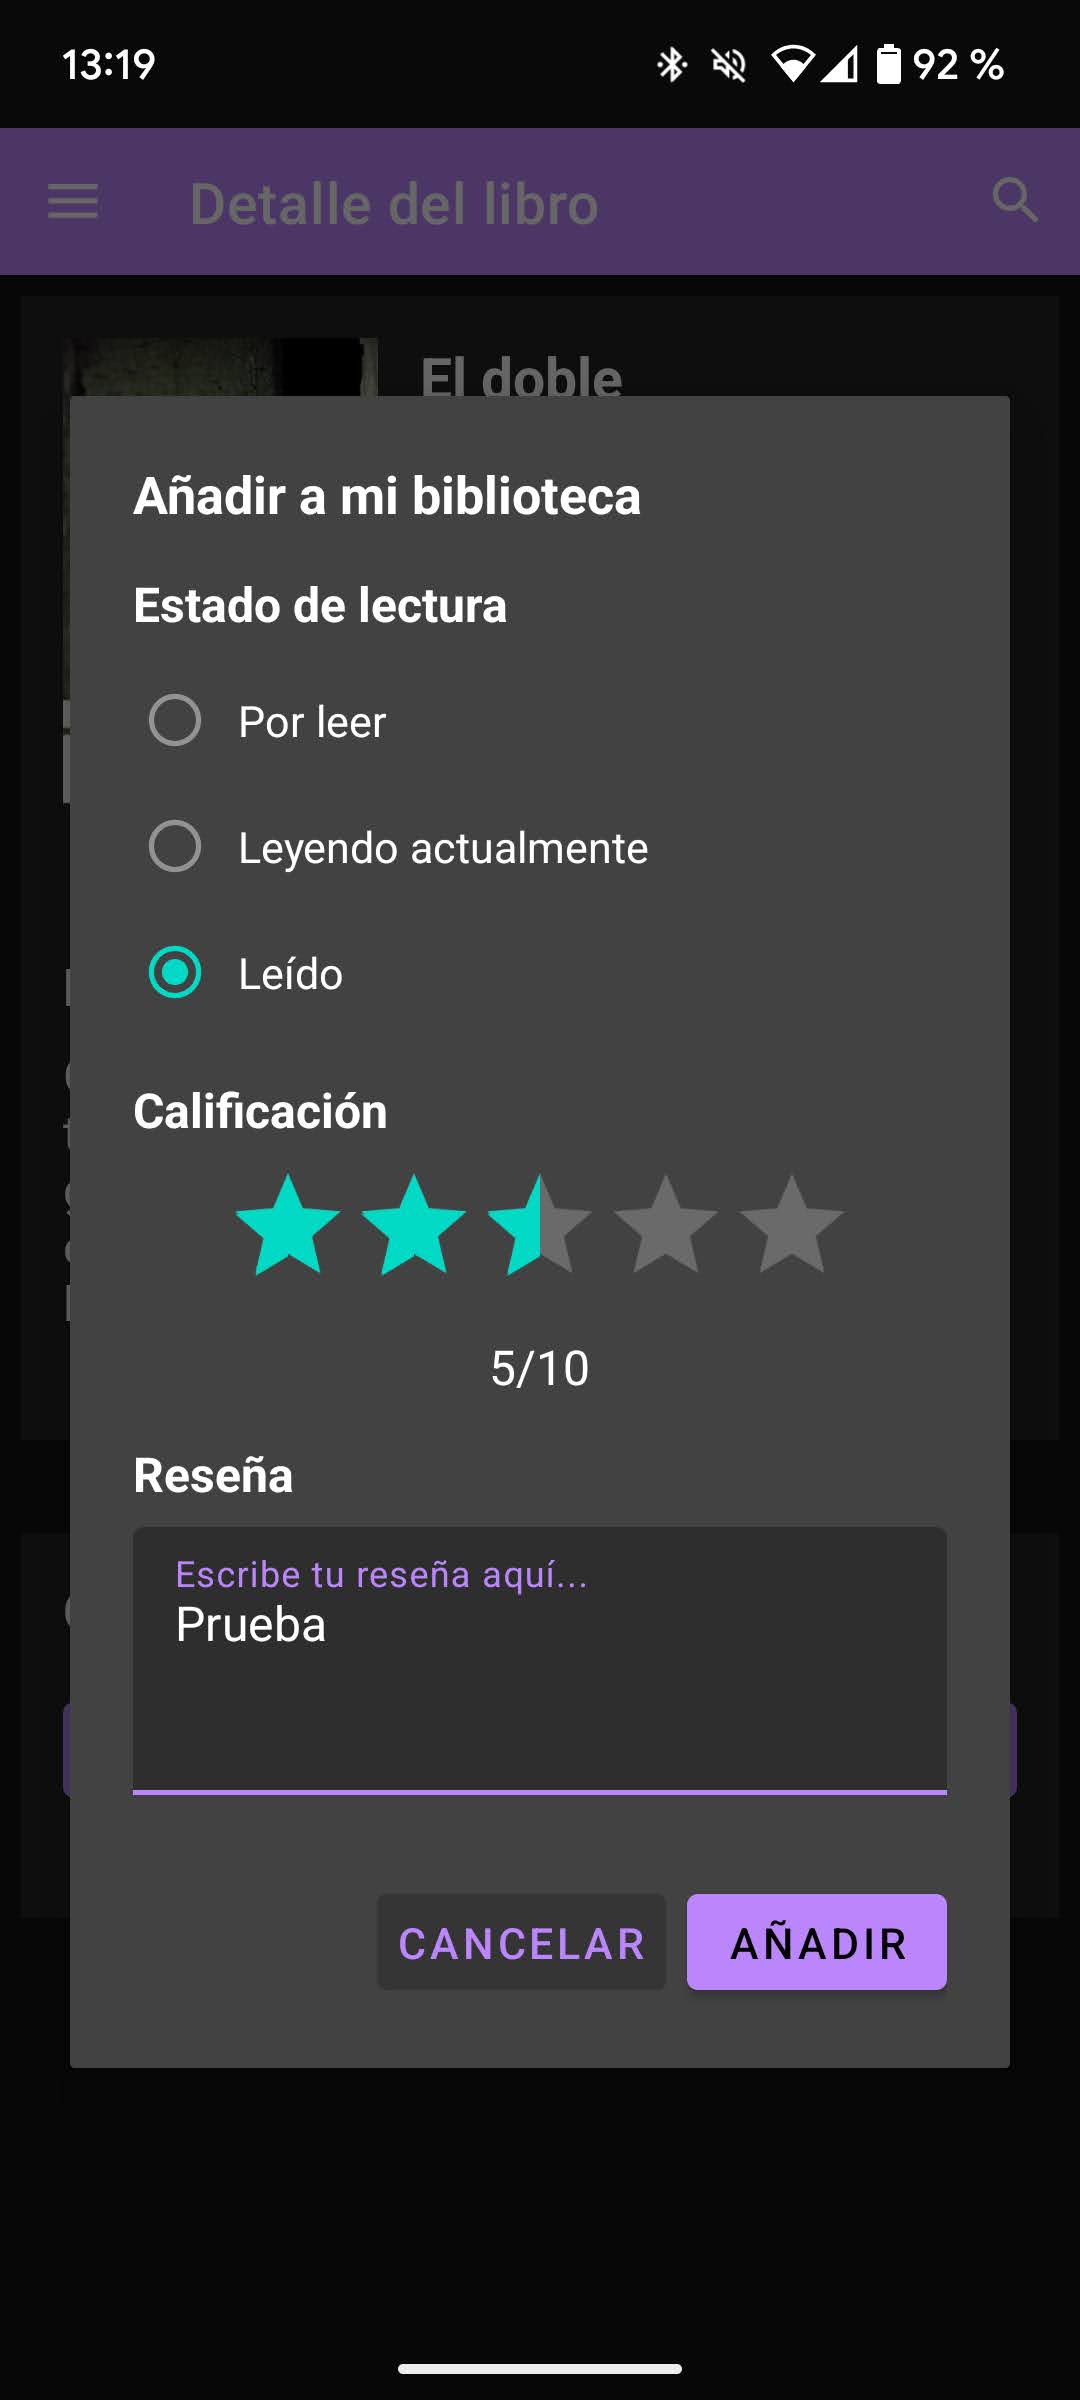 13:19
92 %
Detalle del libro
El doble
Añadir a mi biblioteca
Estado de lectura
Por leer
Leyendo actualmente
Leído
Calificación
5/10
Reseña
Escribe tu reseña aquí...
Prueba
CANCELAR
AÑADIR